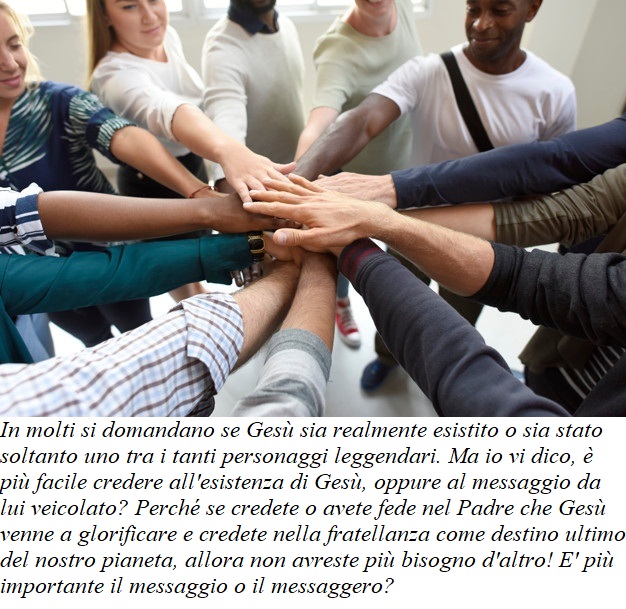 In molti si domandano se Gesù sia realmente esistito o sia stato
soltanto uno tra i tanti personaggi leggendari. Ma io vi dico, è
più facile credere all'esistenza di Gesù, oppure al messaggio da
lui veicolato? Perché se credete o avete fede nel Padre che Gesù
venne a glorificare e credete nella fratellanza come destino ultimo
del nostro pianeta, allora non avreste più bisogno d'altro! E' più
importante il messaggio o il messaggero?